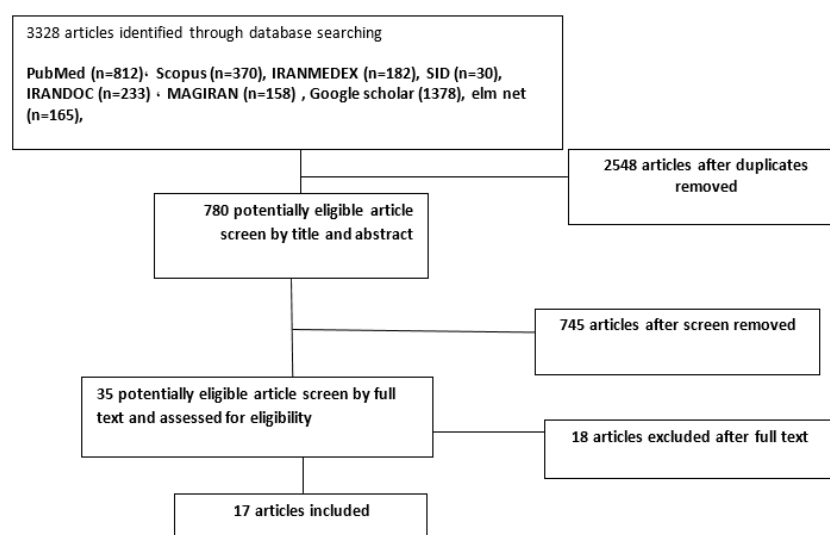 3328 articles identified through database searching
PubMed (n=812)، Scopus (n=370), IRANMEDEX (n=182), SID (n=30),
IRANDOC (n=233) ، MAGIRAN (n=158) , Google scholar (1378), elm net
(n=165),
2548 articles after duplicates
removed
780 potentially eligible article
screen by title and abstract
745 articles after screen removed
35 potentially eligible article screen by full
text and assessed for eligibility
18 articles excluded after full text
17 articles included